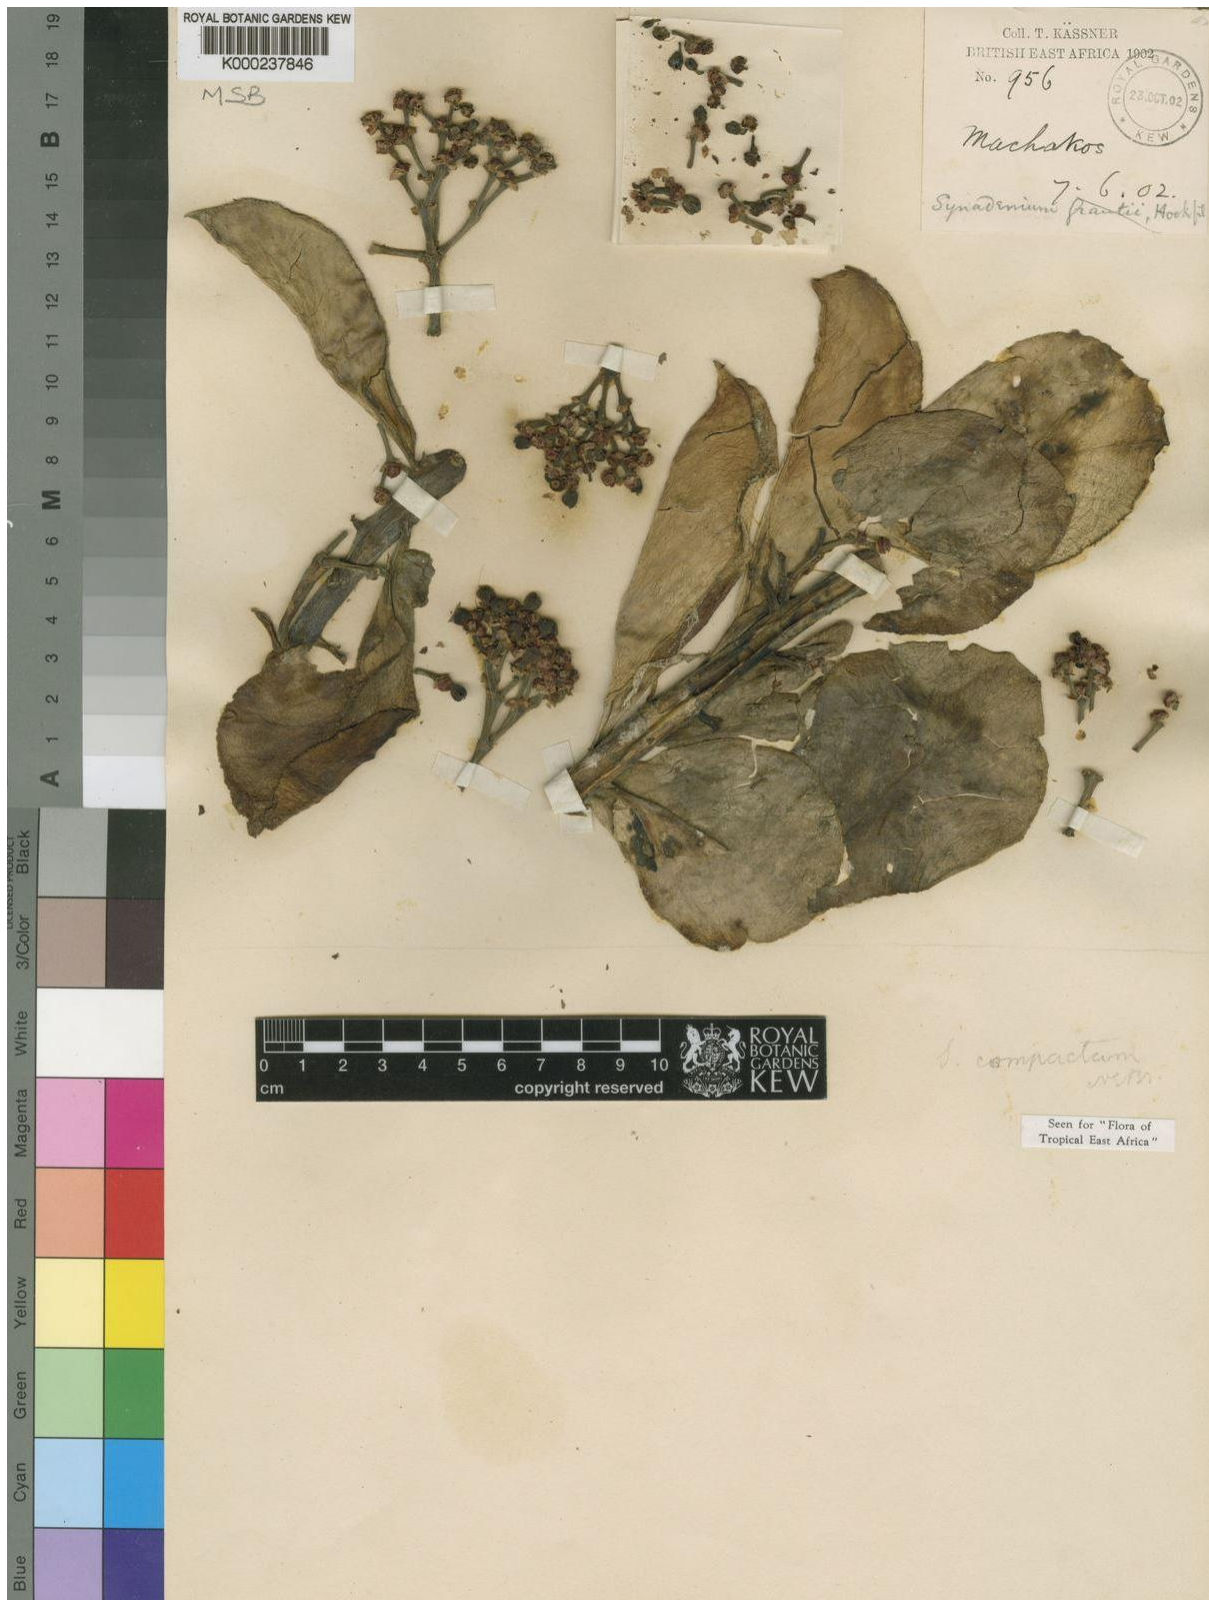 ROYAL BOTANIC GARDENS KEW
K000237846
MSB
Coll. T. KÄSSNER
BRITISH EAST AFRICA 1902
No. 956
ROYAL GARDENS
23.OCT.02
KEW
Machakos
7. 6. 02.
Synadenium grantii, Hook f.
0 1 2 3 4 5 6 7 8 9 10
cm
copyright reserved
ROYAL
BOTANIC
GARDENS
KEW
S. compactum
N.E.Br.
Seen for "Flora of
Tropical East Africa"
A 1 2 3 4 5 6 M 8 9 10 11 12 13 14 15 B 17 18 19
LICENSED PRODUCT
Blue Cyan Green Yellow Red Magenta White 3/Color Black